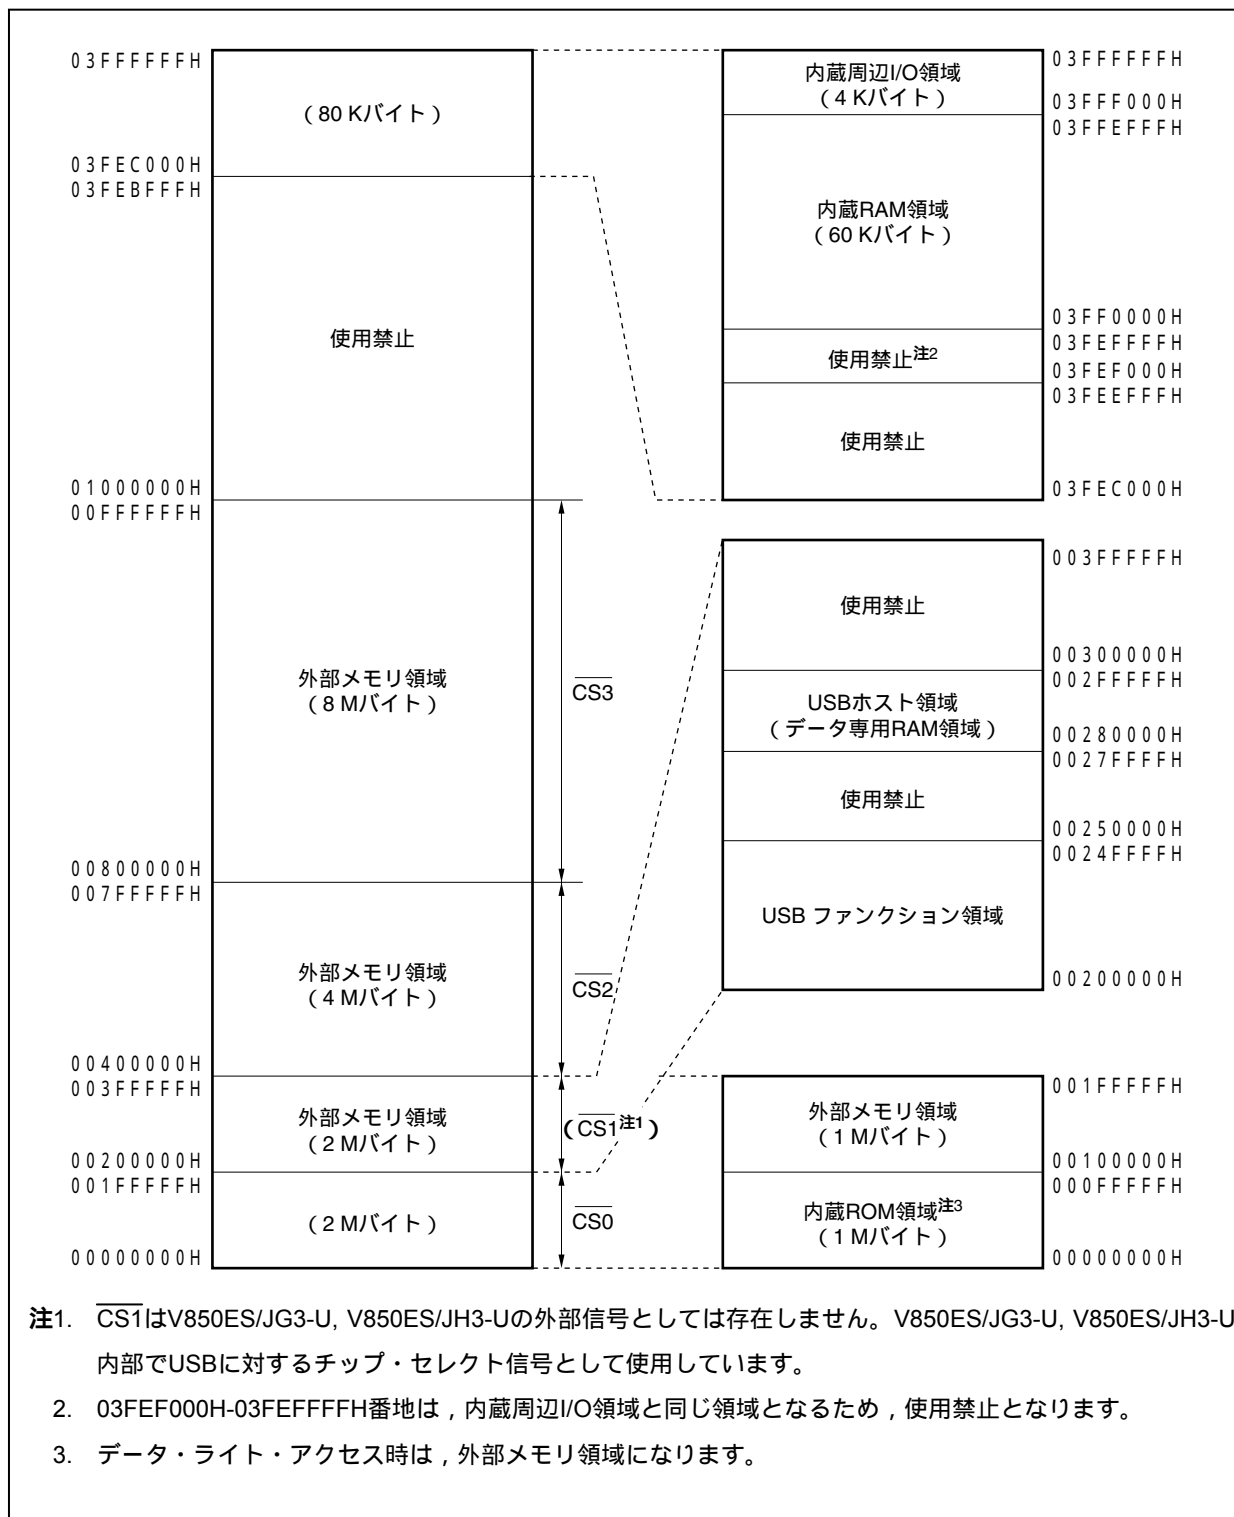 03FFFFFFH
(80 Kバイト)
03FEC000H
03FEBFFFH
使用禁止
01000000H
00FFFFFFH
外部メモリ領域
(8 Mバイト)
CS3
00800000H
007FFFFFH
外部メモリ領域
(4 Mバイト)
CS2
00400000H
003FFFFFH
外部メモリ領域
(2 Mバイト)
(CS1注1)
00200000H
001FFFFFH
(2 Mバイト)
CS0
00000000H
内蔵周辺I/O領域
(4 Kバイト)
03FFFFFFH
03FFF000H
03FFEFFFH
内蔵RAM領域
(60 Kバイト)
03FF0000H
03FEFFFFH
使用禁止注2
03FEF000H
03FEEFFFH
使用禁止
03FEC000H
003FFFFFH
使用禁止
00300000H
002FFFFFH
USBホスト領域
(データ専用RAM領域)
00280000H
0027FFFFH
使用禁止
00250000H
0024FFFFH
USB ファンクション領域
00200000H
001FFFFFH
外部メモリ領域
(1 Mバイト)
00100000H
000FFFFFH
内蔵ROM領域注3
(1 Mバイト)
00000000H
注1. CS1はV850ES/JG3-U, V850ES/JH3-Uの外部信号としては存在しません。V850ES/JG3-U, V850ES/JH3-U
内部でUSBに対するチップ・セレクト信号として使用しています。
2. 03FEF000H-03FEFFFFH番地は,内蔵周辺I/O領域と同じ領域となるため,使用禁止となります。
3. データ・ライト・アクセス時は,外部メモリ領域になります。